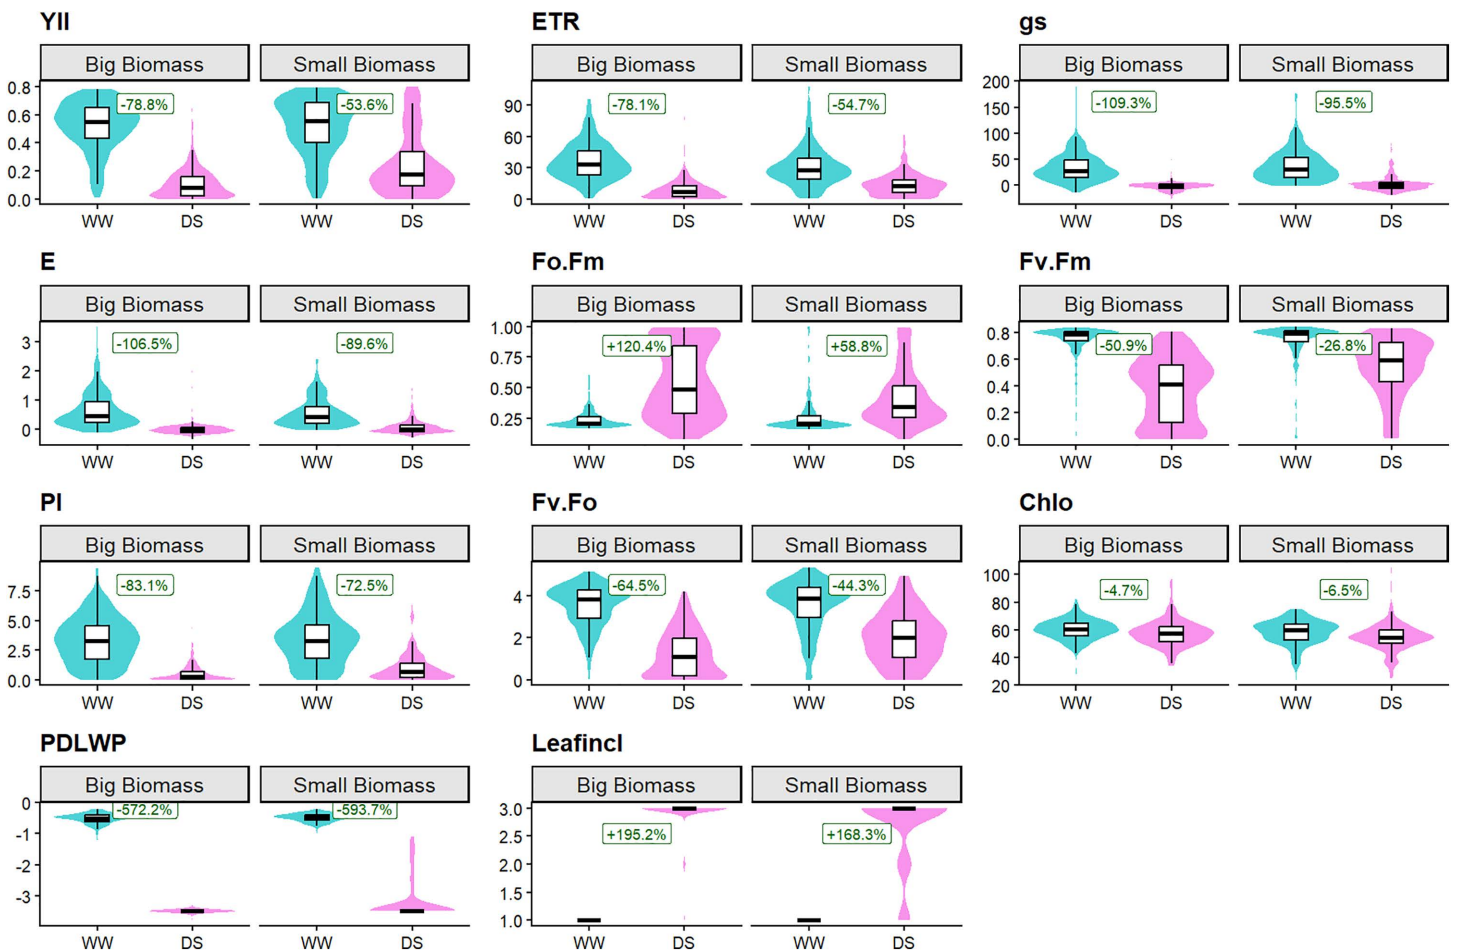 YII
Big Biomass
Small Biomass
0.8
0.6
0.4
0.2
0.0
-78.8%
-53.6%
WW
DS
WW
DS
ETR
Big Biomass
Small Biomass
90
60
30
0
-78.1%
-54.7%
WW
DS
WW
DS
gs
Big Biomass
Small Biomass
200
150
100
50
0
-109.3%
-95.5%
WW
DS
WW
DS
E
Big Biomass
Small Biomass
3
2
1
0
-106.5%
-89.6%
WW
DS
WW
DS
Fo.Fm
Big Biomass
Small Biomass
1.00
0.75
0.50
0.25
+120.4%
+58.8%
WW
DS
WW
DS
Fv.Fm
Big Biomass
Small Biomass
0.8
0.6
0.4
0.2
0.0
-50.9%
-26.8%
WW
DS
WW
DS
PI
Big Biomass
Small Biomass
7.5
5.0
2.5
0.0
-83.1%
-72.5%
WW
DS
WW
DS
Fv.Fo
Big Biomass
Small Biomass
4
2
0
-64.5%
-44.3%
WW
DS
WW
DS
Chlo
Big Biomass
Small Biomass
100
80
60
40
20
-4.7%
-6.5%
WW
DS
WW
DS
PDLWP
Big Biomass
Small Biomass
0
-1
-2
-3
-572.2%
-593.7%
WW
DS
WW
DS
Leafincl
Big Biomass
Small Biomass
3.0
2.5
2.0
1.5
1.0
+195.2%
+168.3%
WW
DS
WW
DS